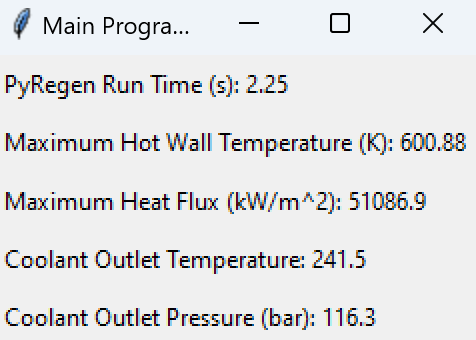 Main Progra...
PyRegen Run Time (s): 2.25
Maximum Hot Wall Temperature (K): 600.88
Maximum Heat Flux (kW/m^2): 51086.9
Coolant Outlet Temperature: 241.5
Coolant Outlet Pressure (bar): 116.3